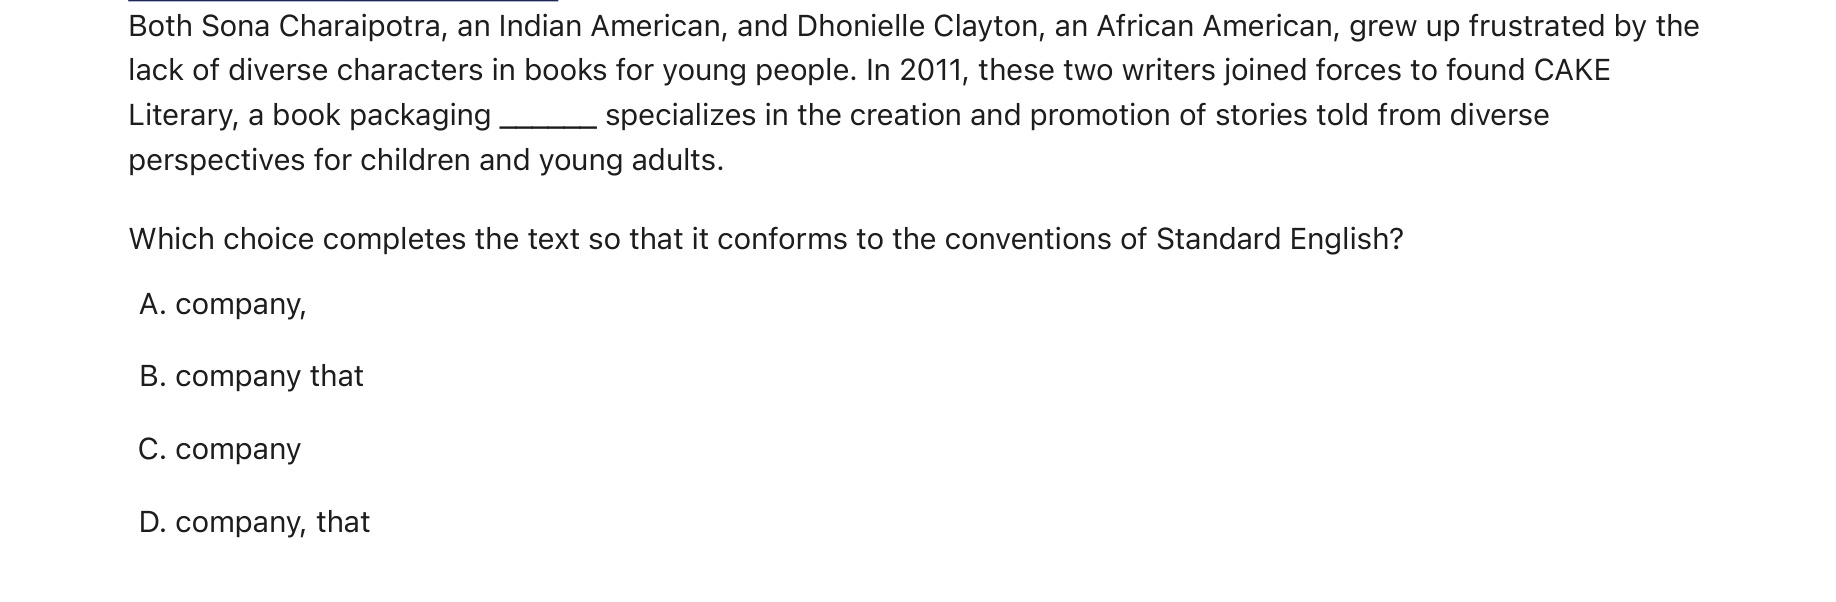 Both Sona Charaipotra, an Indian American, and Dhonielle Clayton, an African American, grew up frustrated by the
lack of diverse characters in books for young people. In 2011, these two writers joined forces to found CAKE
Literary, a book packaging ______ specializes in the creation and promotion of stories told from diverse
perspectives for children and young adults.
Which choice completes the text so that it conforms to the conventions of Standard English?
A. company,
B. company that
C. company
D. company, that